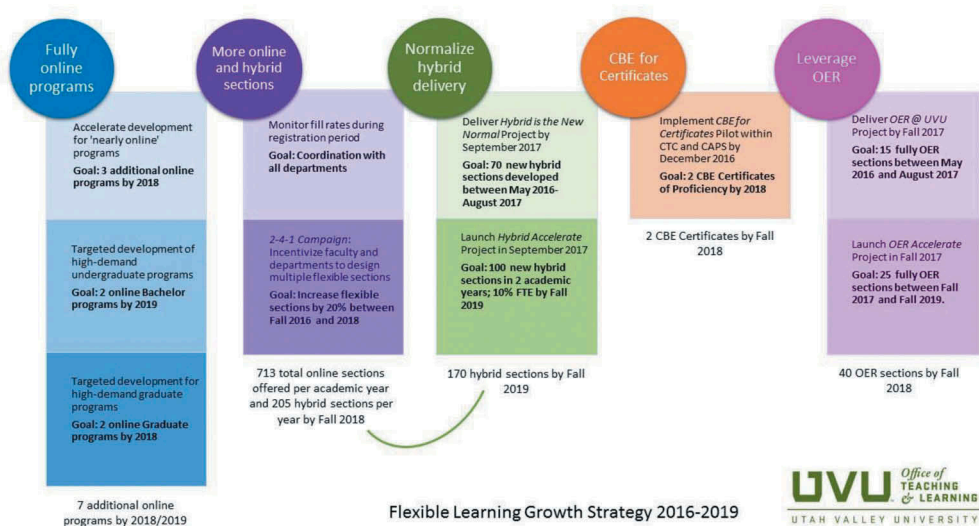 Fully
online
programs
Accelerate development
for 'nearly online'
programs
Goal: 3 additional online
programs by 2018
Targeted development of
high-demand
undergraduate programs
Goal: 2 online Bachelor
programs by 2019
Targeted development for
high-demand graduate
programs
Goal: 2 online Graduate
programs by 2018
7 additional online
programs by 2018/2019
More online
and hybrid
sections
Monitor fill rates during
registration period
Goal: Coordination with
all departments
2-4-1 Campaign:
Incentivize faculty and
departments to design
multiple flexible sections
Goal: Increase flexible
sections by 20% between
Fall 2016 and 2018
713 total online sections
offered per academic year
and 205 hybrid sections per
year by Fall 2018
Normalize
hybrid
delivery
Deliver Hybrid is the New
Normal Project by
September 2017
Goal: 70 new hybrid
sections developed
between May 2016-
August 2017
Launch Hybrid Accelerate
Project in September 2017
Goal: 100 new hybrid
sections in 2 academic
years; 10% FTE by Fall
2019
170 hybrid sections by Fall
2019
CBE for
Certificates
Implement CBE for
Certificates Pilot within
CTC and CAPS by
December 2016
Goal: 2 CBE Certificates
of Proficiency by 2018
2 CBE Certificates by Fall
2018
Leverage
OER
Deliver OER @ UVU
Project by Fall 2017
Goal: 15 fully OER
sections between May
2016 and August 2017
Launch OER Accelerate
Project in Fall 2017
Goal: 25 fully OER
sections between Fall
2017 and Fall 2019.
40 OER sections by Fall
2018
Flexible Learning Growth Strategy 2016-2019
UVU
Office of
TEACHING
& LEARNING
UTAH VALLEY UNIVERSITY